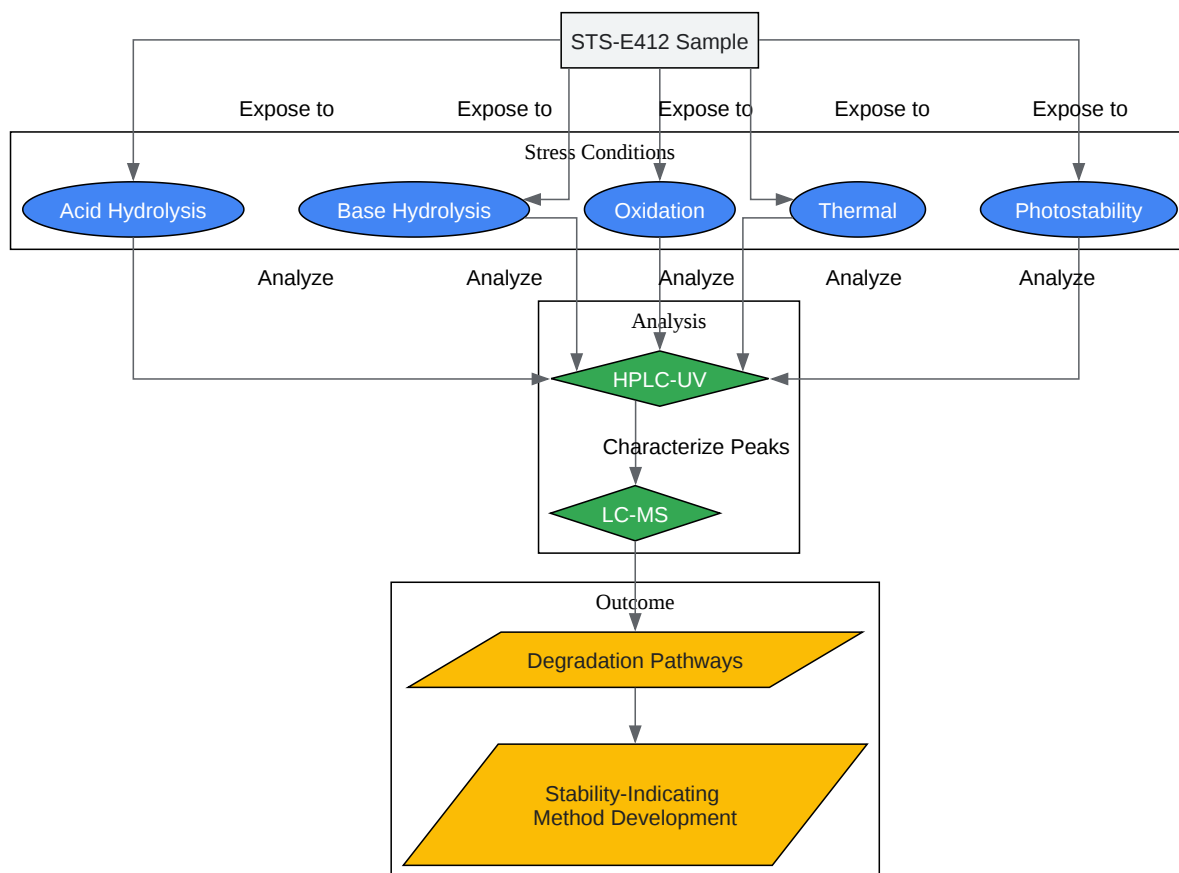 STS-E412 Sample
Expose to
Expose to
Expose to
Expose to
Expose to
Stress Conditions
Acid Hydrolysis
Base Hydrolysis
Oxidation
Thermal
Photostability
Analyze
Analyze
Analyze
Analyze
Analyze
Analysis
HPLC-UV
Characterize Peaks
LC-MS
Outcome
Degradation Pathways
Stability-Indicating
Method Development